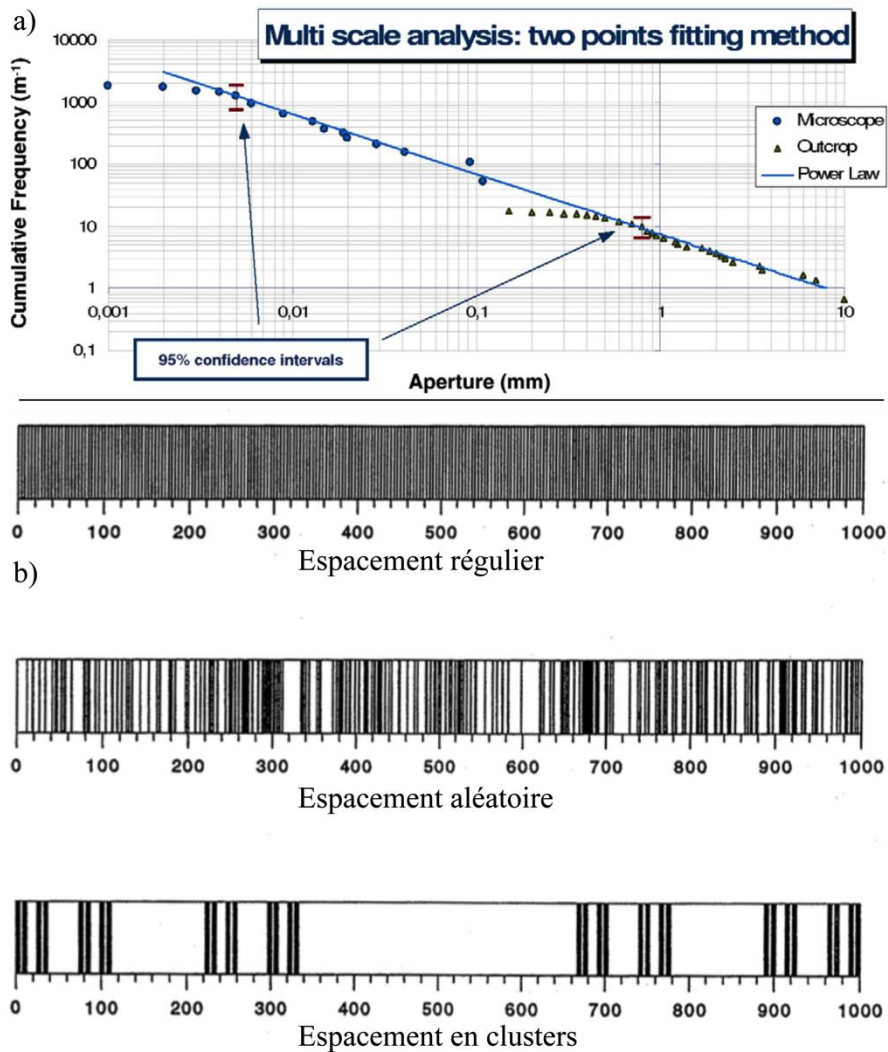 a)
Multi scale analysis: two points fitting method
Cumulative Frequency (m⁻¹)
10000
1000
100
10
1
0,1
0,001
0,01
0,1
1
10
Microscope
Outcrop
Power Law
95% confidence intervals
Aperture (mm)
0 100 200 300 400 500 600 700 800 900 1000
Espacement régulier
b)
0 100 200 300 400 500 600 700 800 900 1000
Espacement aléatoire
0 100 200 300 400 500 600 700 800 900 1000
Espacement en clusters